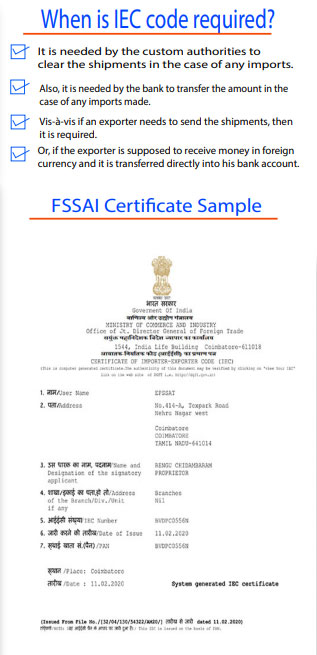 When is IEC code required?
It is needed by the custom authorities to
clear the shipments in the case of any imports.
Also, it is needed by the bank to transfer the amount in the
case of any imports made.
Vis-à-vis if an exporter needs to send the shipments, then
it is required.
Or, if the exporter is supposed to receive money in foreign
currency and it is transferred directly into his bank account.
FSSAI Certificate Sample
भारत सरकार
Goverment Of India
वाणिज्य और उद्योग मंत्रालय
MINISTRY OF COMMERCE AND INDUSTRY
Office of Jt. Director General of Foreign Trade
संयुक्त महानिदेशक विदेश व्यापार का कार्यालय
1544, India Life Building Coimbatore-611018
आयातक-निर्यातक कोड (आईईसी) का प्रमाण पत्र
CERTIFICATE OF IMPORTER-EXPORTER CODE (IEC)
(This is computer generated certificate.The authenticity of this document may be verified by clicking on "view bour IEC"
link on the web site of DGFT i.e. http://dgft.gov.in)
1. नाम/User Name EFSSAT
2. पता/Address No.414-A, Toxpark Road
Nehru Nagar west
Coimbatore
COIMBATORE
TAMIL NADU-641014
3. उस धारक का नाम, पदनाम/Name and RENGU CHIDAMBARAM
Designation of the signatory PROPRIETOR
applicant
4. शाखा/इकाई का पता,हो तो/Address Branches
of the Branch/Div./Unit Nil
if any
5. आईईसी संख्या/IEC Number BVDPC0556N
6. जारी करने की तारीख/Date of Issue 11.02.2020
7. स्थाई खाता सं.(पैन)/PAN BVDPC0556N
स्थान/Place: Coimbatore
तारीख/Date : 11.02.2020 System generated IEC certificate
(Issued From File No./[32/04/130/54322/AM20/] तारीख से जारी dated 11.02.2020)